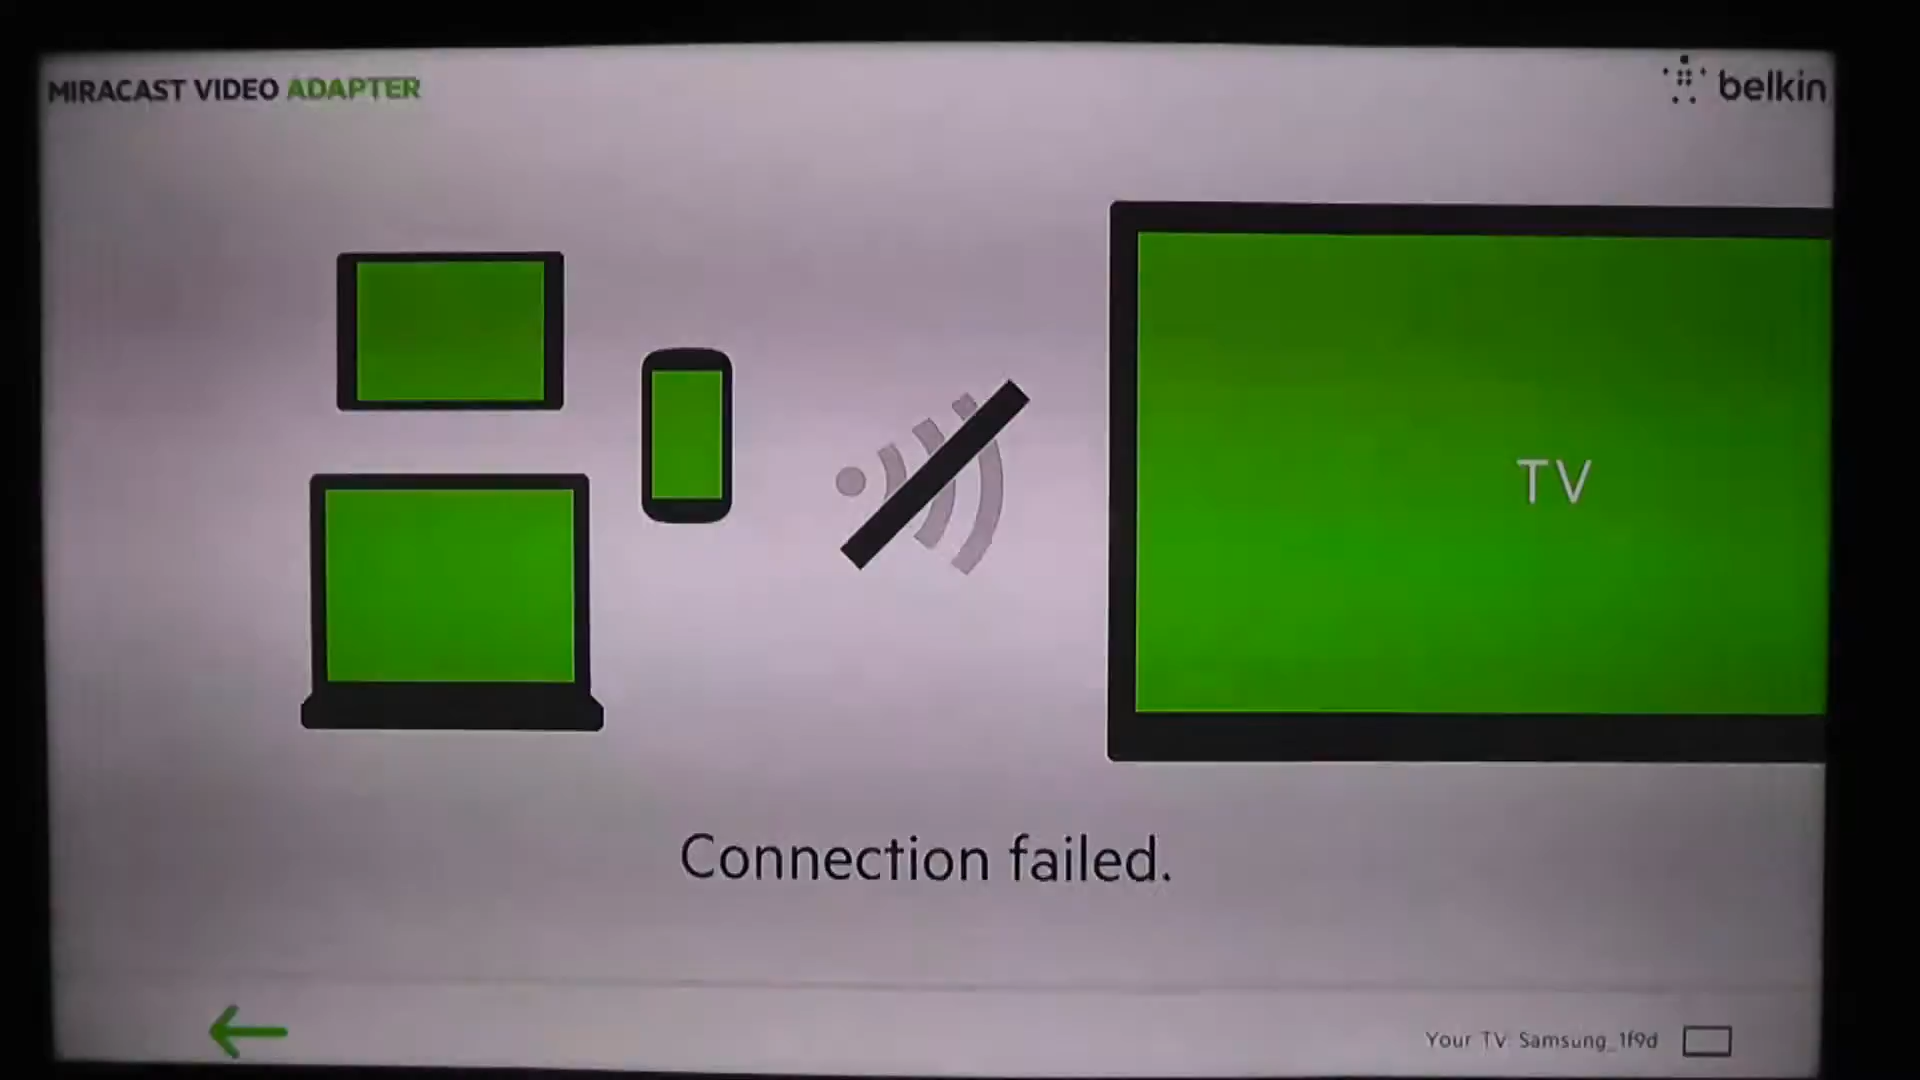 MIRACAST VIDEO ADAPTER
belkin
TV
Connection failed.
Your TV: Samsung_1f9d